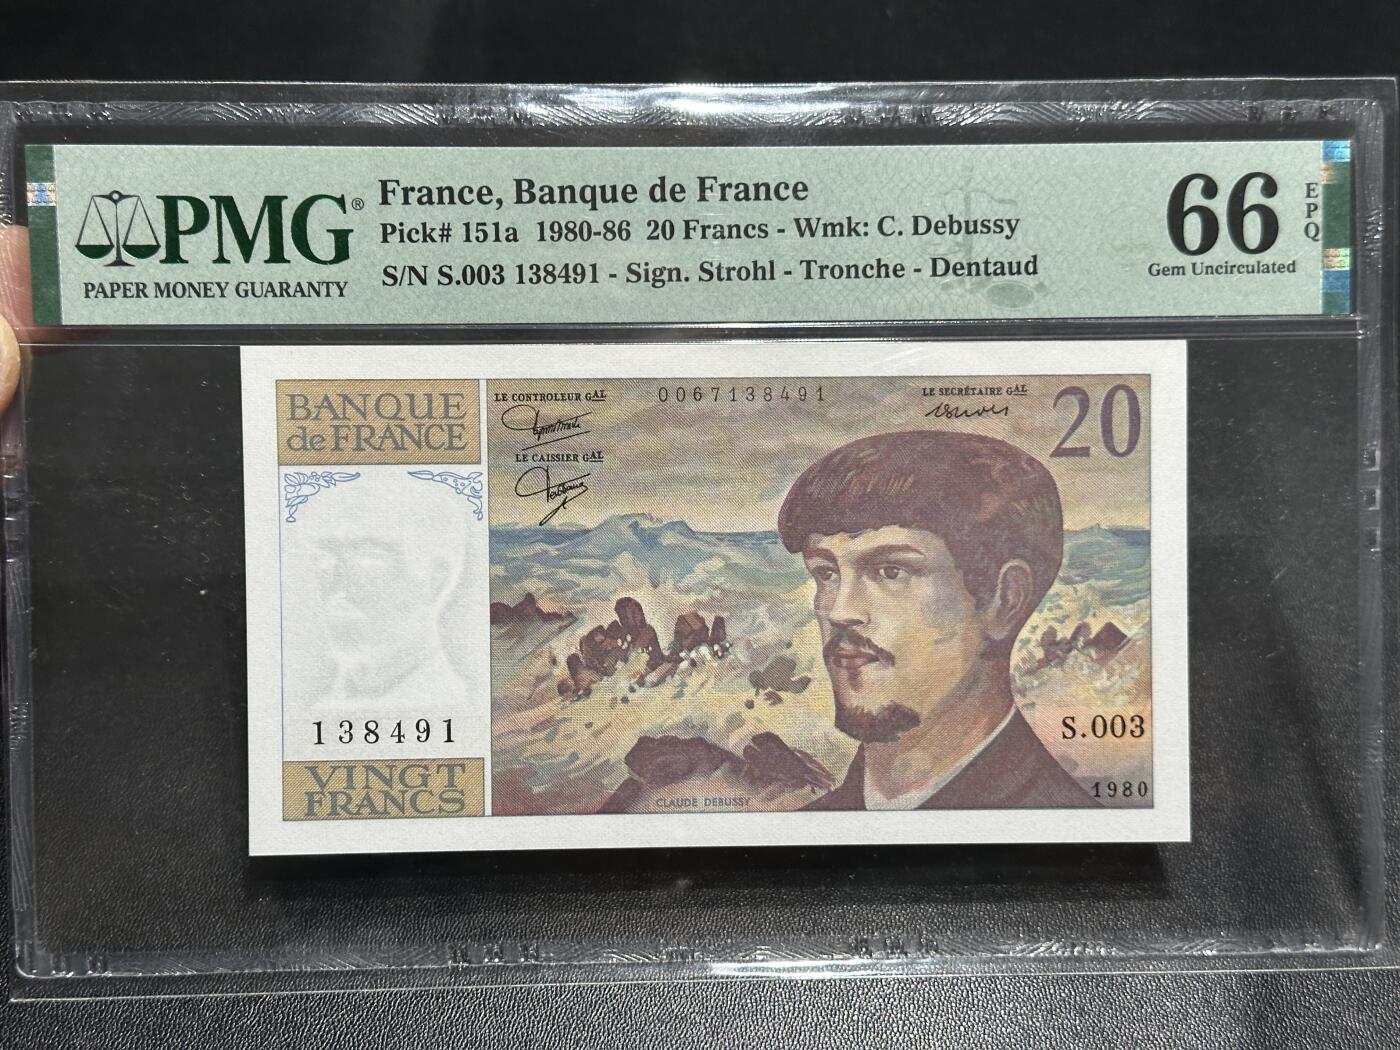 PMG®
PAPER MONEY GUARANTY
France, Banque de France
Pick# 151a 1980-86 20 Francs - Wmk: C. Debussy
S/N S.003 138491 - Sign. Strohl - Tronche - Dentaud
66
EPQ
Gem Uncirculated
BANQUE
de FRANCE
LE CONTROLEUR GAL
0067138491
LE SECRÉTAIRE GAL
20
LE CAISSIER GAL
138491
S.003
VINGT
FRANCS
CLAUDE DEBUSSY
1980